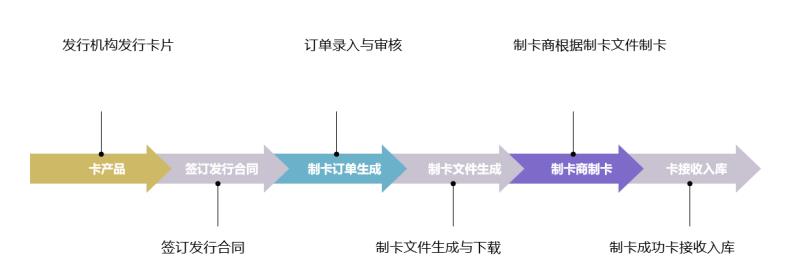 发行机构发行卡片
订单录入与审核
制卡商根据制卡文件制卡
卡产品
签订发行合同
制卡订单生成
制卡文件生成
制卡商制卡
卡接收入库
签订发行合同
制卡文件生成与下载
制卡成功卡接收入库